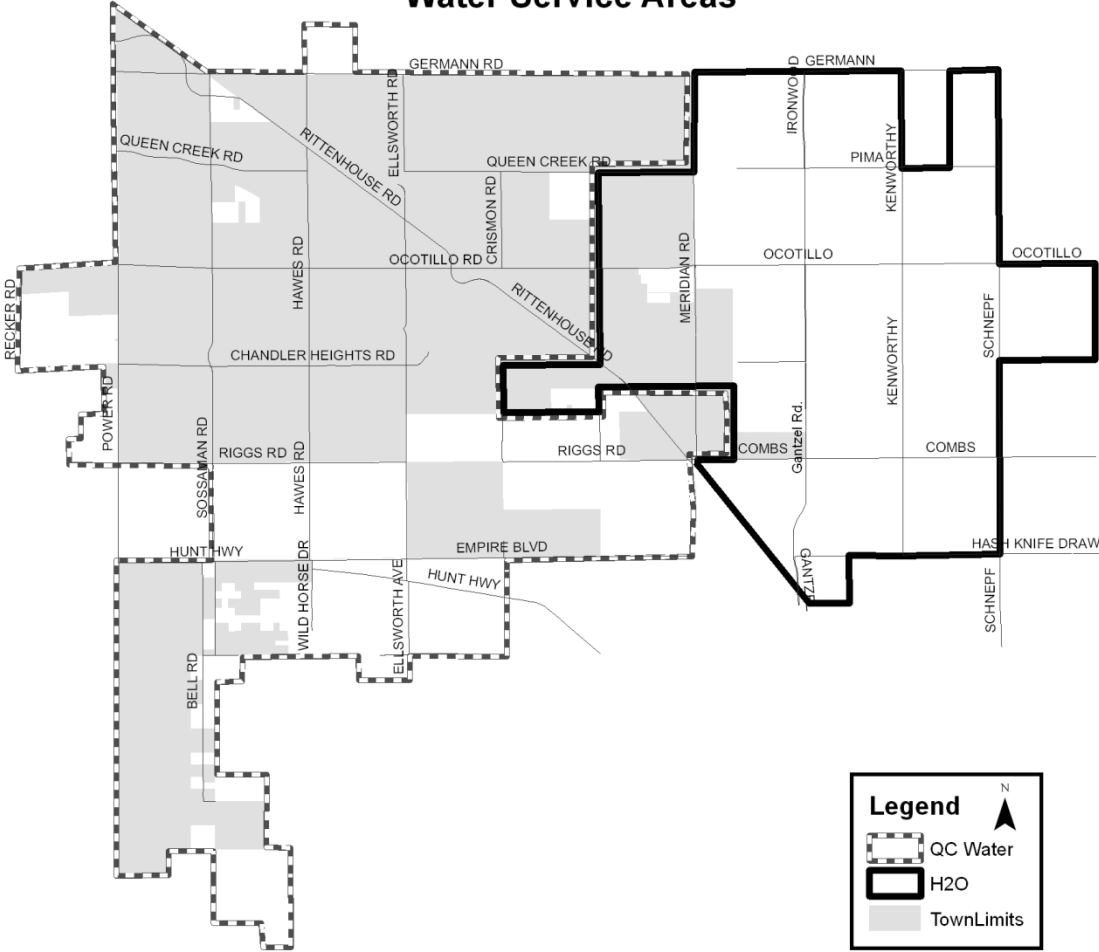 Water Service Areas
GERMANN RD
GERMANN
IRONWOOD
ELLSWORTH RD
QUEEN CREEK RD
RITTENHOUSE RD
QUEEN CREEK RD
PIMA
KENWORTHY
CRISMON RD
HAWES RD
OCOTILLO RD
MERIDIAN RD
OCOTILLO
OCOTILLO
RECKER RD
RITTENHOUSE RD
SCHNEPF
CHANDLER HEIGHTS RD
KENWORTHY
POWER RD
SOSSAMAN RD
RIGGS RD
HAWES RD
RIGGS RD
COMBS
Gantzel Rd.
COMBS
HUNT HWY
EMPIRE BLVD
HASH KNIFE DRAW
WILD HORSE DR
HUNT HWY
ELLSWORTH AVE
GANTZE
SCHNEPF
BELL RD
Legend
N
QC Water
H2O
TownLimits